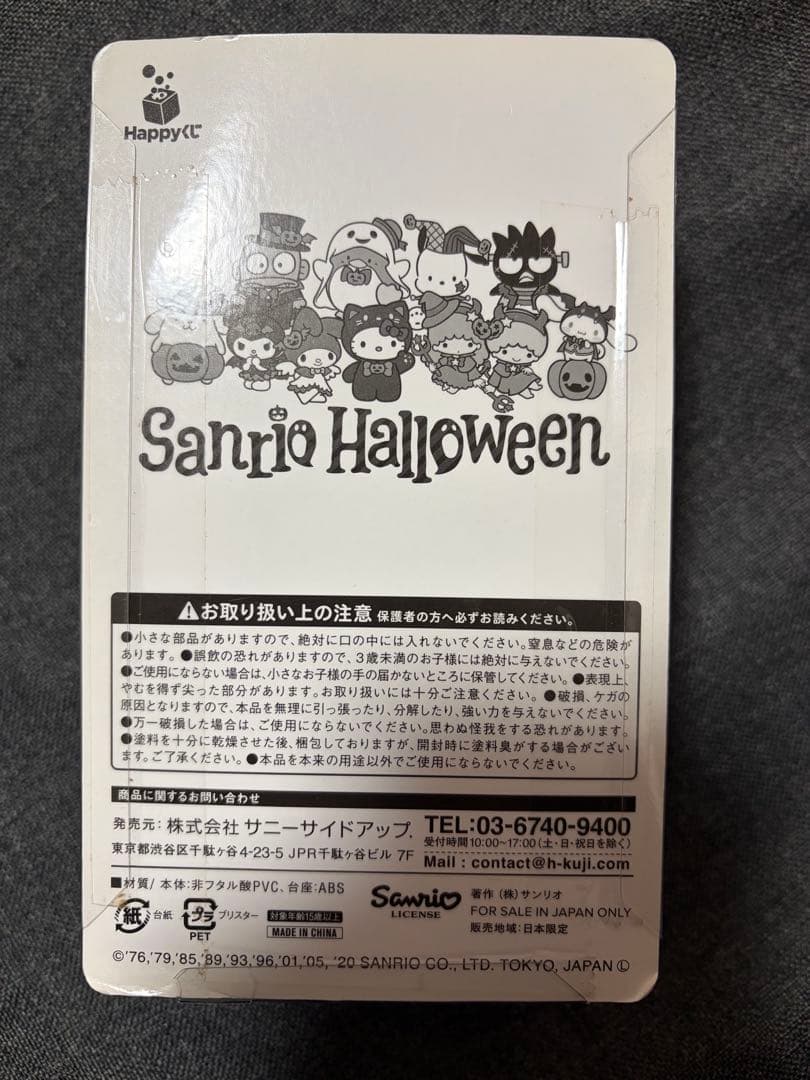 Happyくじ
Sanrio Halloween
⚠お取り扱い上の注意 保護者の方へ必ずお読みください。
●小さな部品がありますので、絶対に口の中には入れないでください。窒息などの危険が
あります。●誤飲の恐れがありますので、3歳未満のお子様には絶対に与えないでください。
●ご使用にならない場合は、小さなお子様の手の届かないところに保管してください。●表現上、
やむを得ず尖った部分があります。お取り扱いには十分ご注意ください。●破損、ケガの
原因となりますので、本品を無理に引っ張ったり、分解したり、強い力を与えないでください。
●万一破損した場合は、ご使用にならないでください。思わぬ怪我をする恐れがあります。
●塗料を十分に乾燥させた後、梱包しておりますが、開封時に塗料臭がする場合がござい
ます。ご了承ください。●本品を本来の用途以外でご使用にならないでください。
商品に関するお問い合わせ
発売元:株式会社 サニーサイドアップ.
東京都渋谷区千駄ヶ谷4-23-5 JPR千駄ヶ谷ビル 7F
TEL:03-6740-9400
受付時間10:00~17:00(土・日・祝日を除く)
Mail : contact@h-kuji.com
■材質/本体:非フタル酸PVC、台座:ABS
紙 台紙 プラ ブリスター
PET
対象年齢15歳以上
MADE IN CHINA
Sanrio
LICENSE
著作(株)サンリオ
FOR SALE IN JAPAN ONLY
販売地域:日本限定
©'76,'79,'85,'89,'93,'96,'01,'05, '20 SANRIO CO., LTD. TOKYO, JAPAN Ⓛ